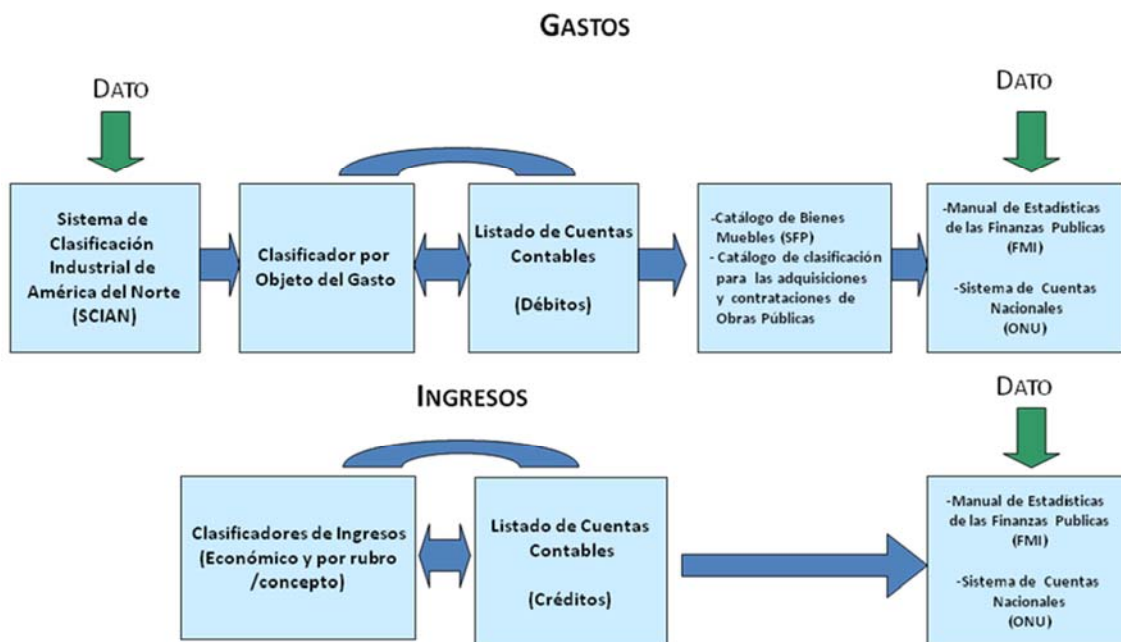 GASTOS
DATO
DATO
Sistema de
Clasificación
Industrial de
América del Norte
(SCIAN)
Clasificador por
Objeto del Gasto
Listado de Cuentas
Contables
(Débitos)
-Catálogo de Bienes
Muebles (SFP)
- Catálogo de clasificación
para las adquisiciones
y contrataciones de
Obras Públicas
-Manual de Estadísticas
de las Finanzas Publicas
(FMI)
-Sistema de Cuentas
Nacionales
(ONU)
INGRESOS
DATO
Clasificadores de Ingresos
(Económico y por rubro
/concepto)
Listado de Cuentas
Contables
(Créditos)
-Manual de Estadísticas
de las Finanzas Publicas
(FMI)
-Sistema de Cuentas
Nacionales
(ONU)